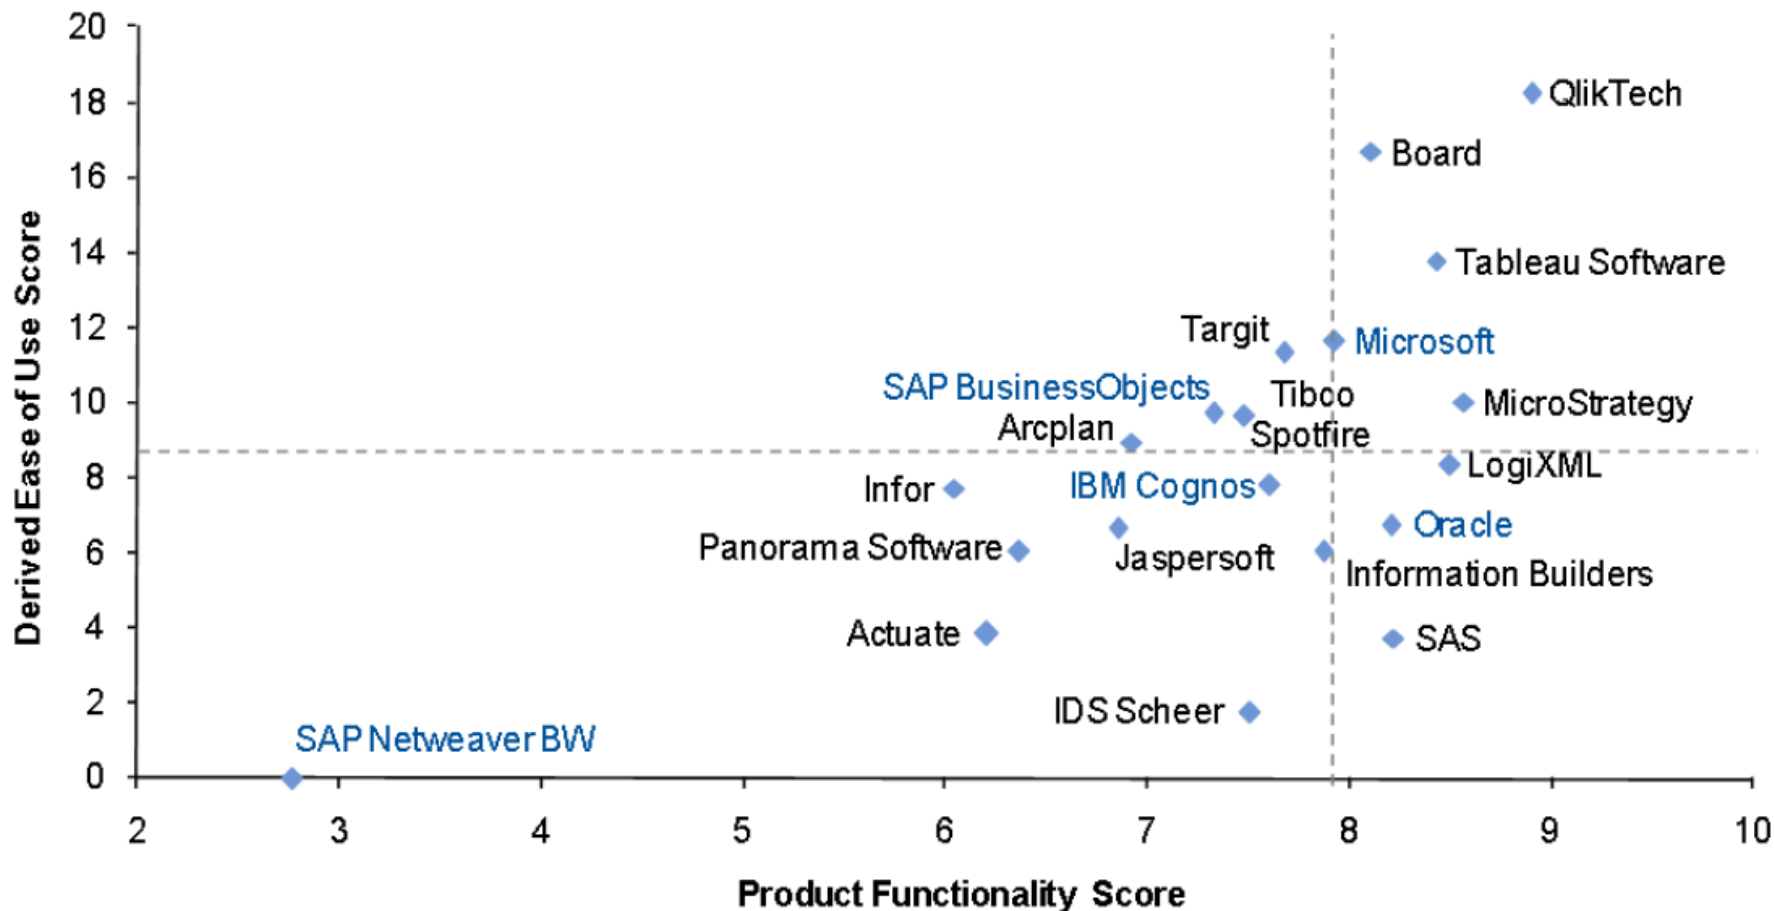 Derived Ease of Use Score
20
18
16
14
12
10
8
6
4
2
0
QlikTech
Board
Tableau Software
Targit
Microsoft
SAP BusinessObjects
Tibco
Spotfire
MicroStrategy
Arcplan
LogiXML
Infor
IBM Cognos
Oracle
Panorama Software
Jaspersoft
Information Builders
Actuate
SAS
IDS Scheer
SAP Netweaver BW
2 3 4 5 6 7 8 9 10
Product Functionality Score